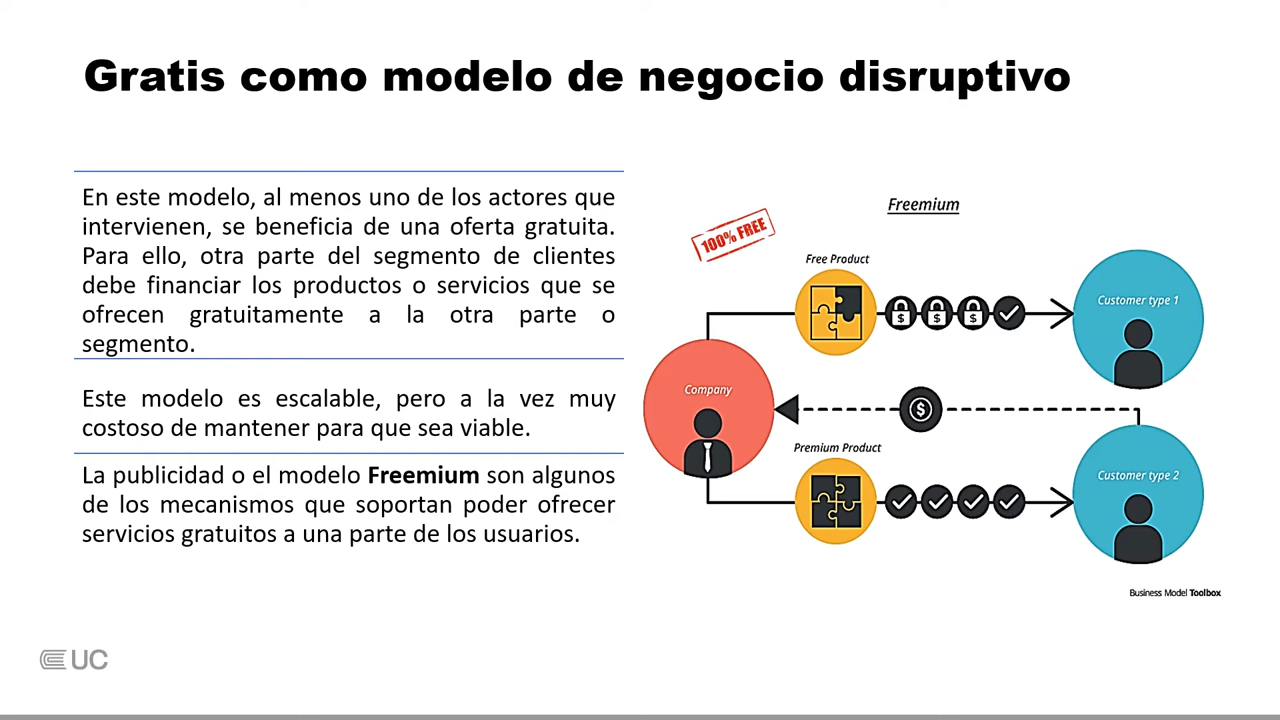 Gratis como modelo de negocio disruptivo
En este modelo, al menos uno de los actores que
intervienen, se beneficia de una oferta gratuita.
Para ello, otra parte del segmento de clientes
debe financiar los productos o servicios que se
ofrecen gratuitamente a la otra parte o
segmento.
Este modelo es escalable, pero a la vez muy
costoso de mantener para que sea viable.
La publicidad o el modelo Freemium son algunos
de los mecanismos que soportan poder ofrecer
servicios gratuitos a una parte de los usuarios.
Freemium
100% FREE
Free Product
$ $ $
Customer type 1
Company
$
Premium Product
Customer type 2
Business Model Toolbox
UC